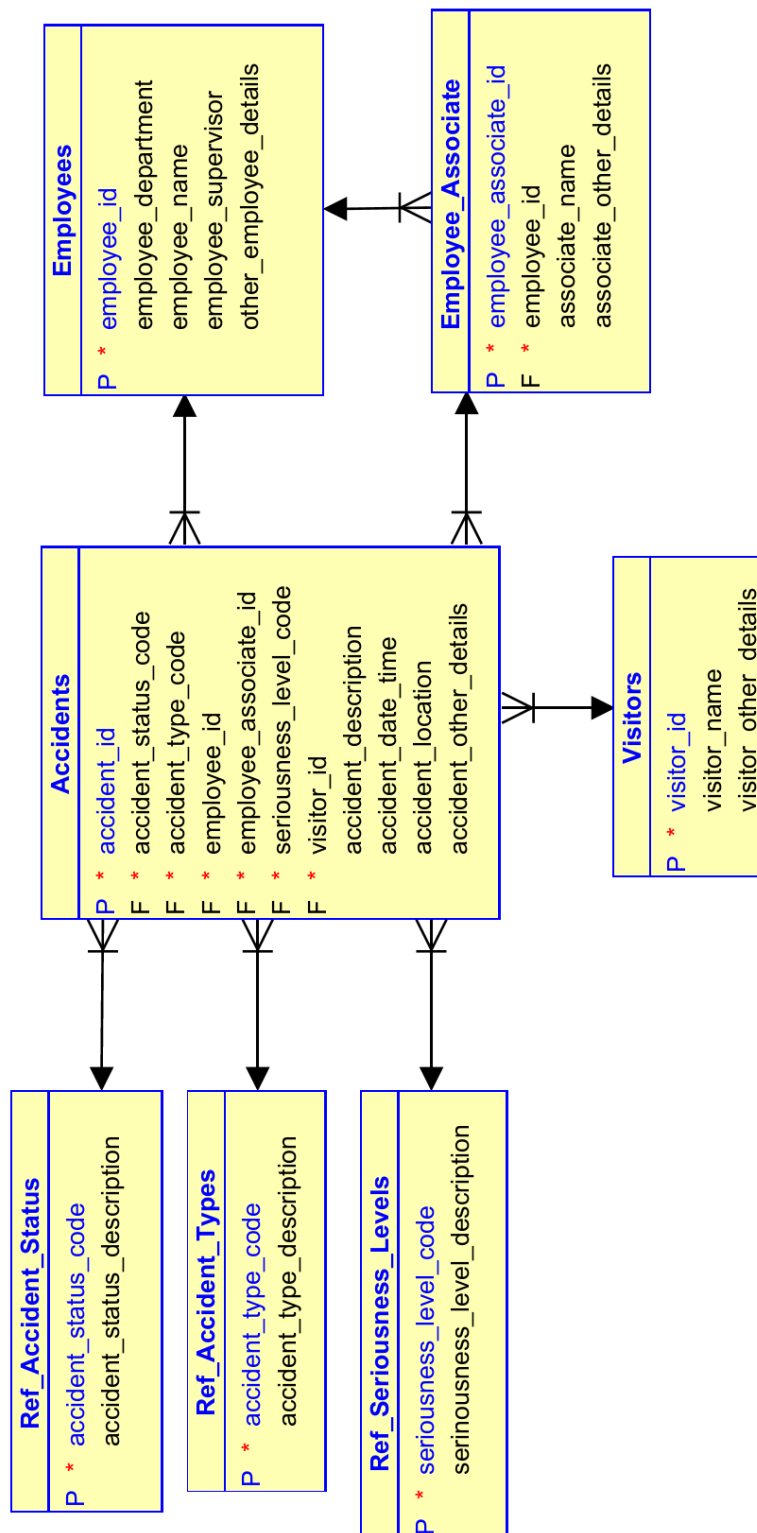 Ref_Accident_Status
P * accident_status_code
accident_status_description
Ref_Accident_Types
P * accident_type_code
accident_type_description
Ref_Seriousness_Levels
P * seriousness_level_code
serinousness_level_description
Accidents
P * accident_id
F * accident_status_code
F * accident_type_code
F * employee_id
F * employee_associate_id
F * seriousness_level_code
F * visitor_id
accident_description
accident_date_time
accident_location
accident_other_details
Visitors
P * visitor_id
visitor_name
visitor_other_details
Employees
P * employee_id
employee_department
employee_name
employee_supervisor
other_employee_details
Employee_Associate
P * employee_associate_id
F * employee_id
associate_name
associate_other_details